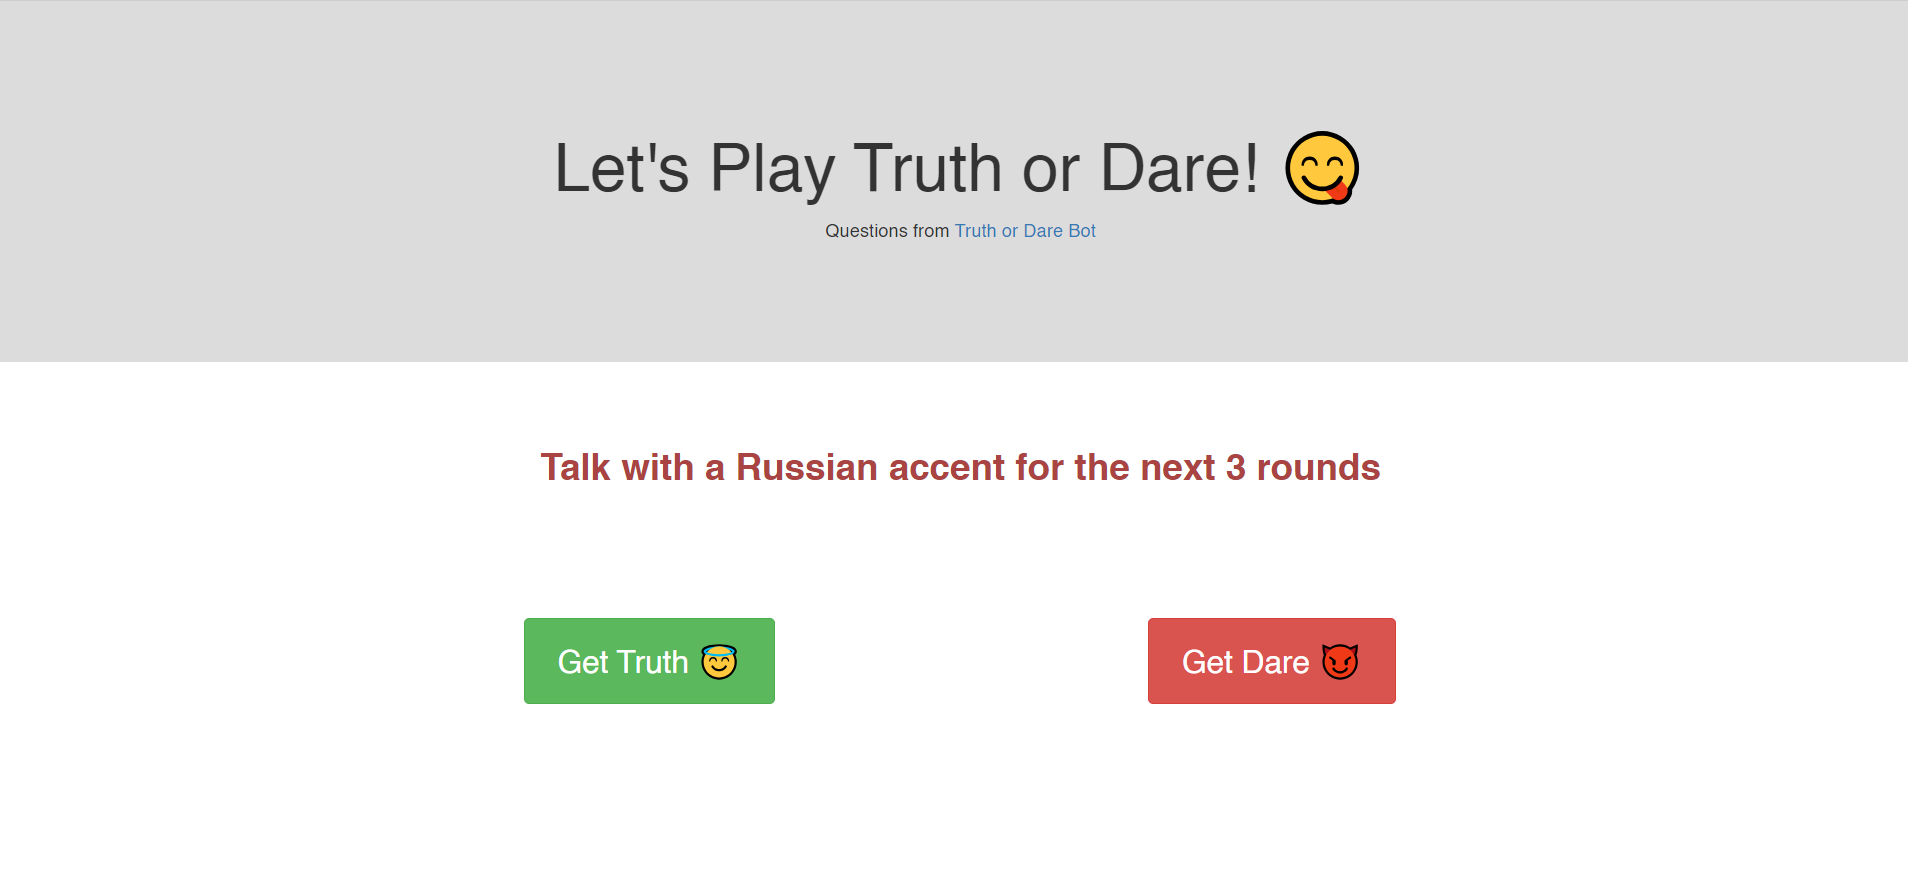 Let's Play Truth or Dare! 😋
Questions from Truth or Dare Bot
Talk with a Russian accent for the next 3 rounds
Get Truth 😇
Get Dare 😈